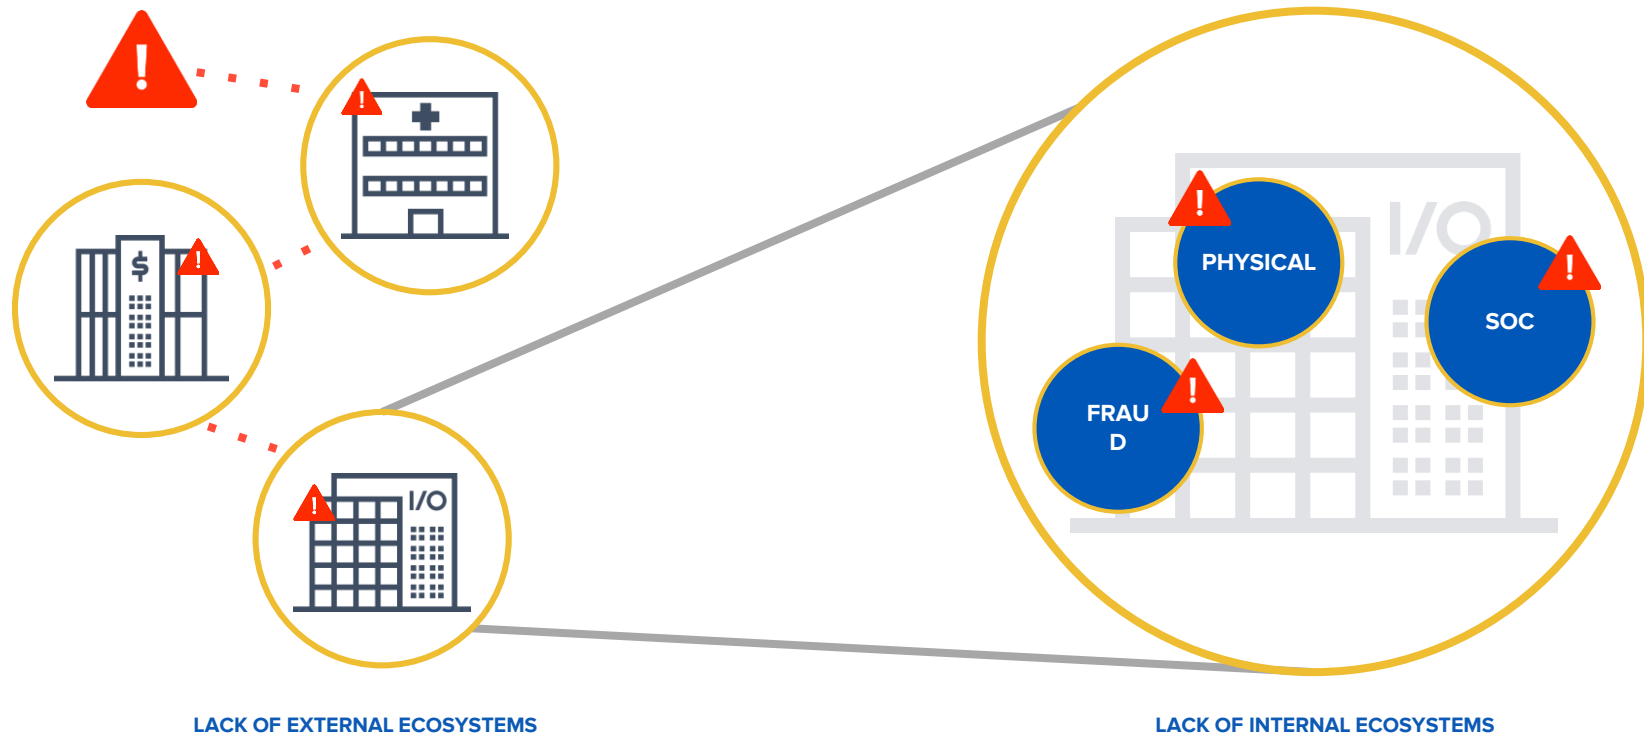 $
I/O
I/O
PHYSICAL
SOC
FRAU
D
LACK OF EXTERNAL ECOSYSTEMS
LACK OF INTERNAL ECOSYSTEMS